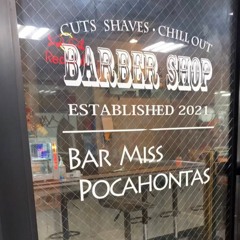 CUTS SHAVES • CHILL OUT
BARBER SHOP
ESTABLISHED 2021
BAR MISS
POCAHONTAS